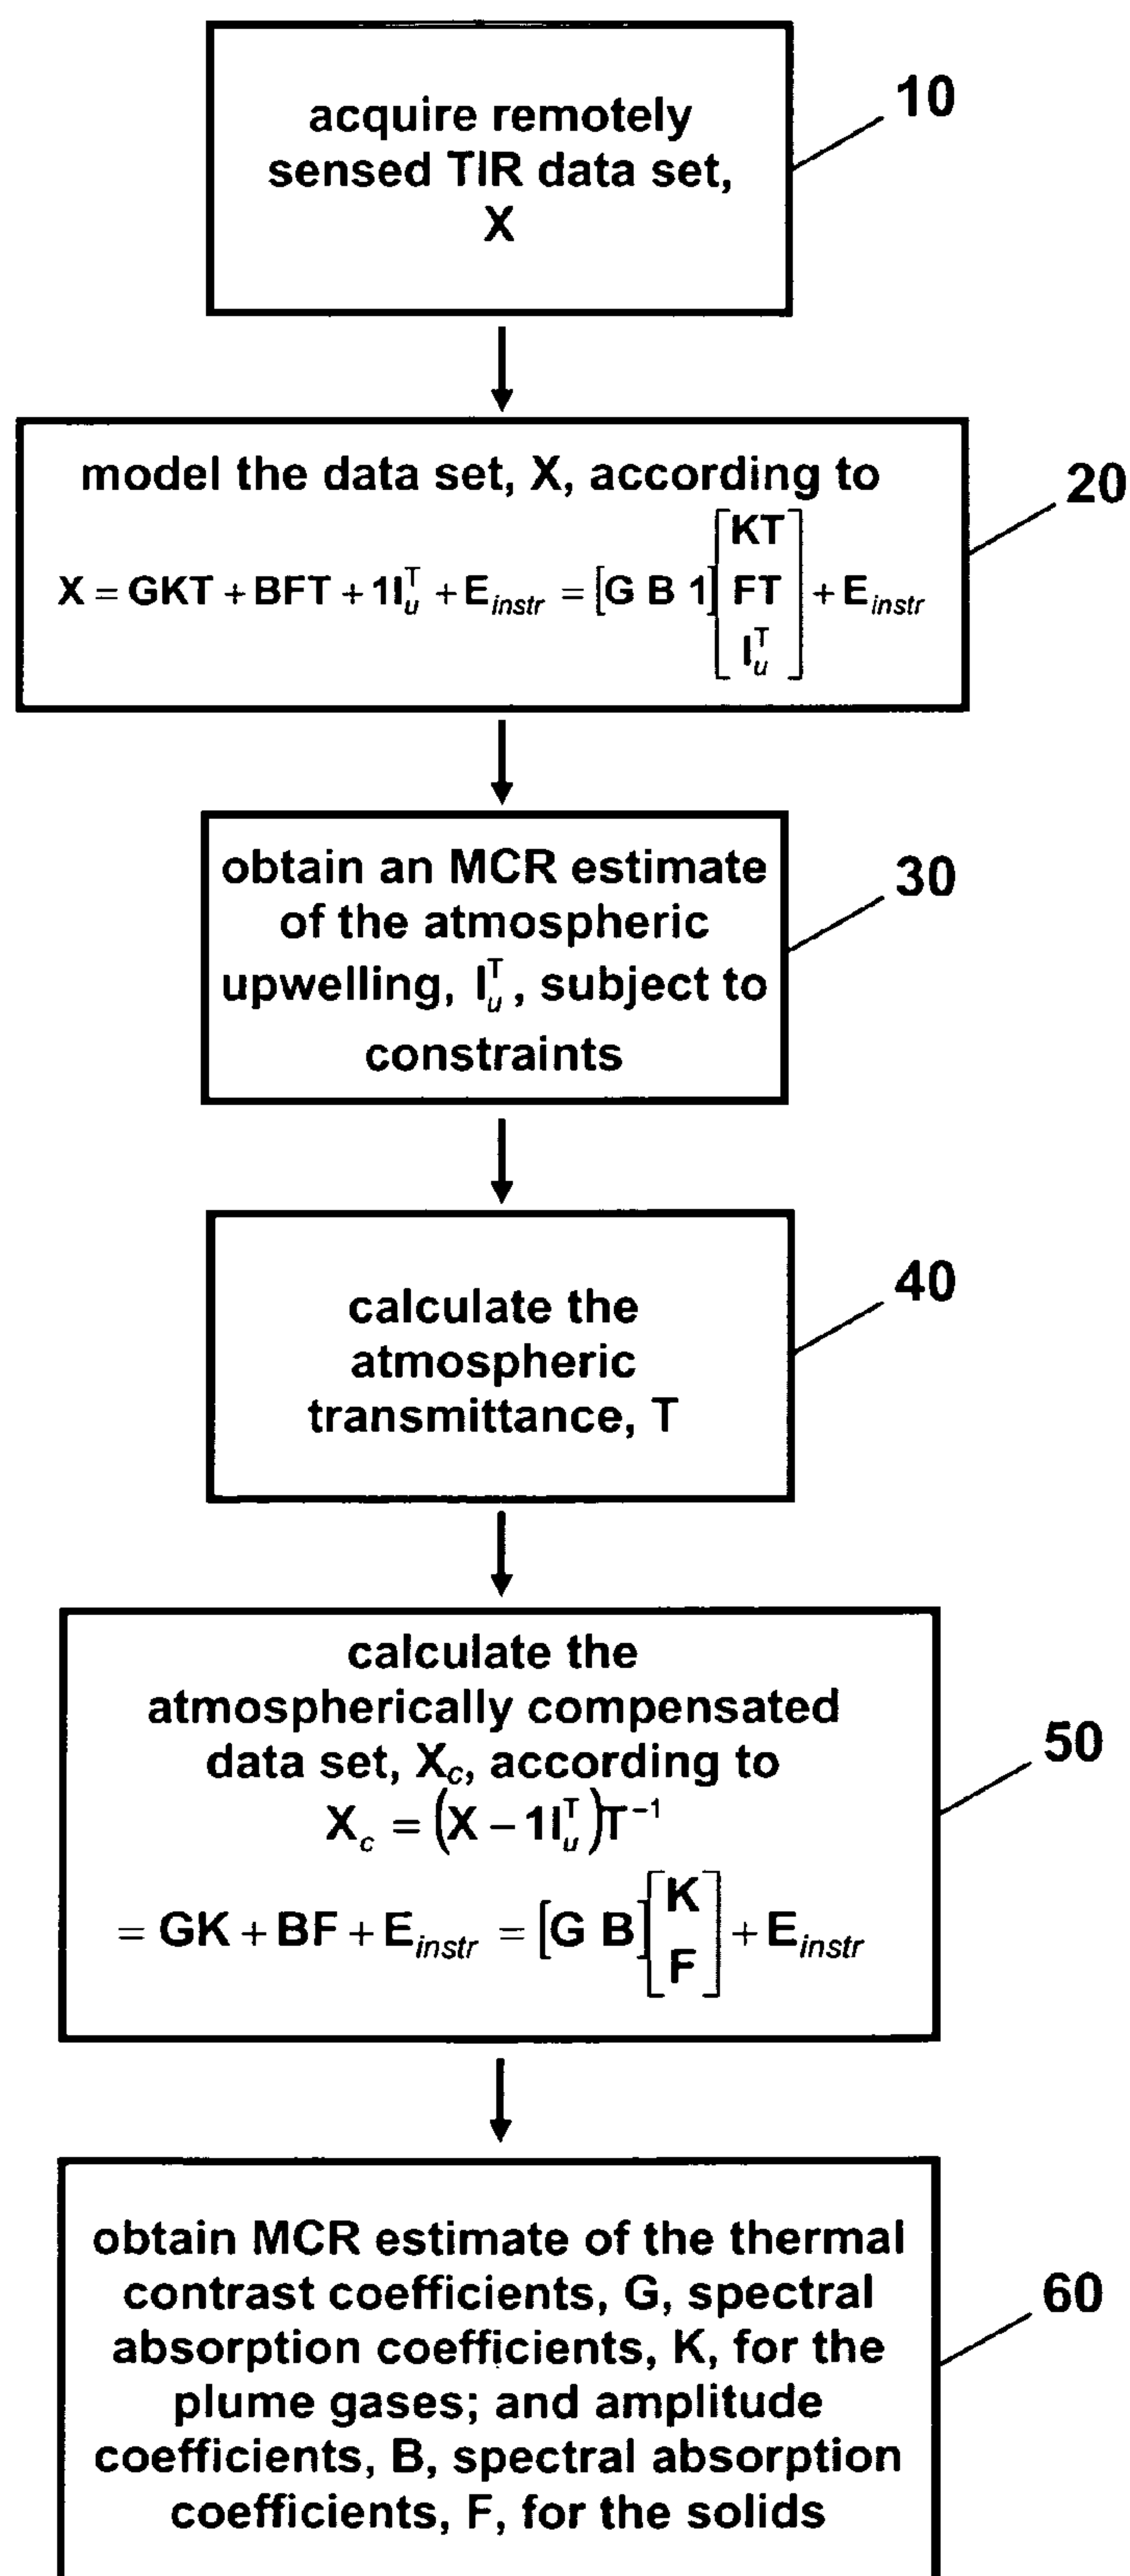 acquire remotely
sensed TIR data set,
X
10
model the data set, X, according to
X = GKT + BFT + 1I_u^T + E_instr = [G B 1] [KT FT I_u^T] + E_instr
20
obtain an MCR estimate
of the atmospheric
upwelling, I_u^T, subject to
constraints
30
calculate the
atmospheric
transmittance, T
40
calculate the
atmospherically compensated
data set, X_c, according to
X_c = (X − 1I_u^T)T^−1
= GK + BF + E_instr = [G B] [K F] + E_instr
50
obtain MCR estimate of the thermal
contrast coefficients, G, spectral
absorption coefficients, K, for the
plume gases; and amplitude
coefficients, B, spectral absorption
coefficients, F, for the solids
60